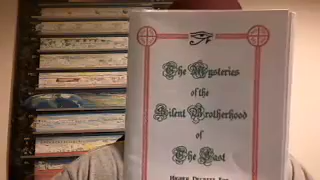 The Mysteries
of the
Silent Brotherhood
of
The East